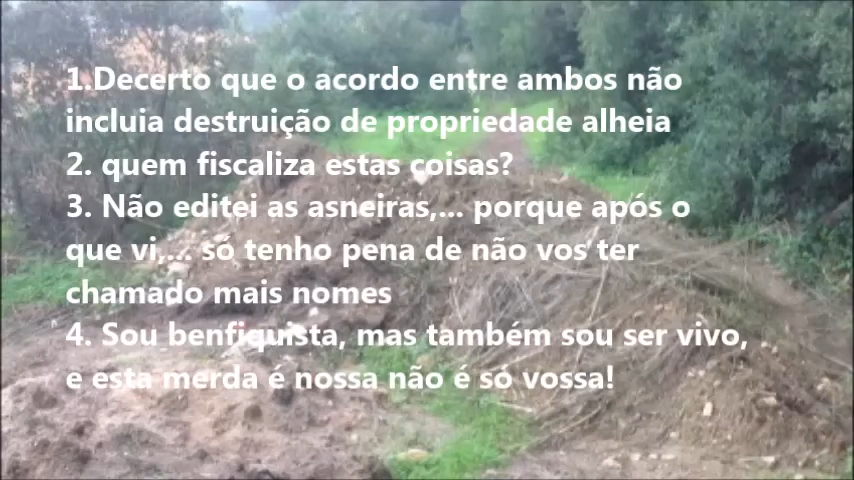 1.Decerto que o acordo entre ambos não
incluia destruição de propriedade alheia
2. quem fiscaliza estas coisas?
3. Não editei as asneiras,... porque após o
que vi,... só tenho pena de não vos ter
chamado mais nomes
4. Sou benfiquista, mas também sou ser vivo,
e esta merda é nossa não é só vossa!